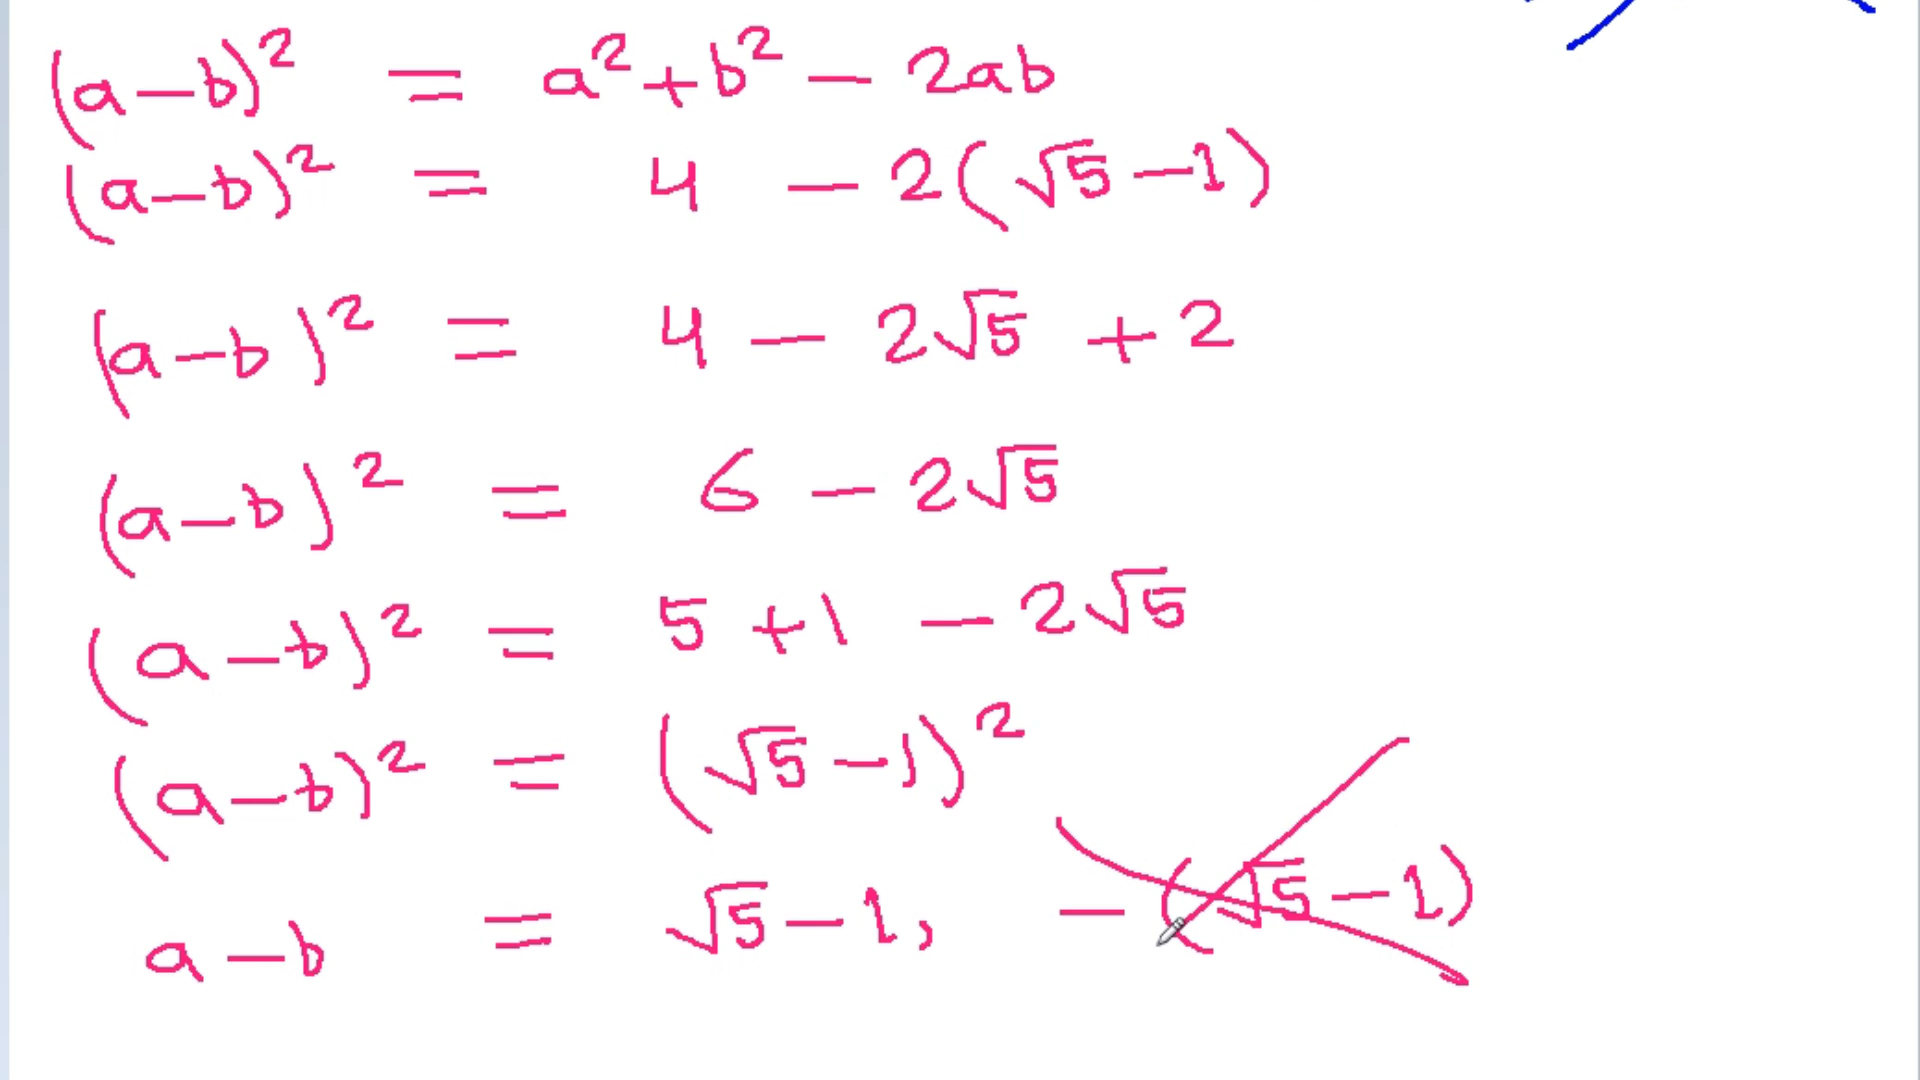 (a-b)² = a² + b² - 2ab
(a-b)² = 4 - 2(√5 - 1)
(a-b)² = 4 - 2√5 + 2
(a-b)² = 6 - 2√5
(a-b)² = 5 + 1 - 2√5
(a-b)² = (√5 - 1)²
a - b = √5 - 1, - (√5 - 1)